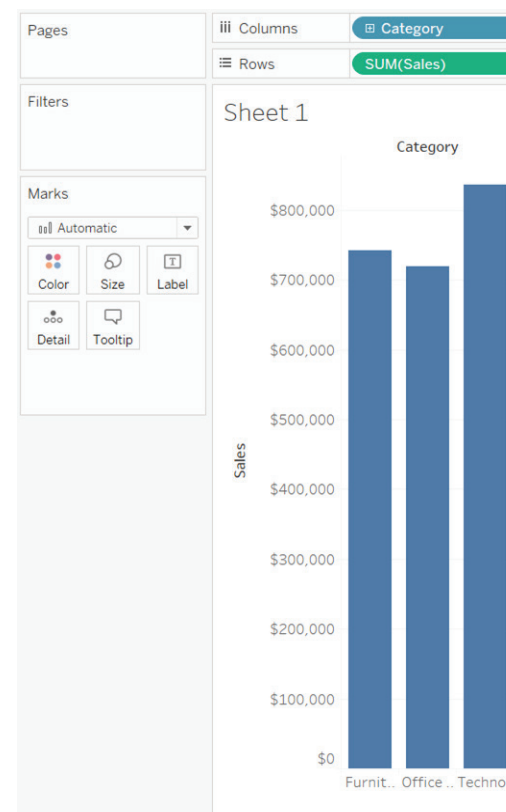 Pages
Columns
Category
Rows
SUM(Sales)
Filters
Sheet 1
Category
Marks
Automatic
Color
Size
Label
Detail
Tooltip
Sales
$800,000
$700,000
$600,000
$500,000
$400,000
$300,000
$200,000
$100,000
$0
Furnit.. Office .. Techno